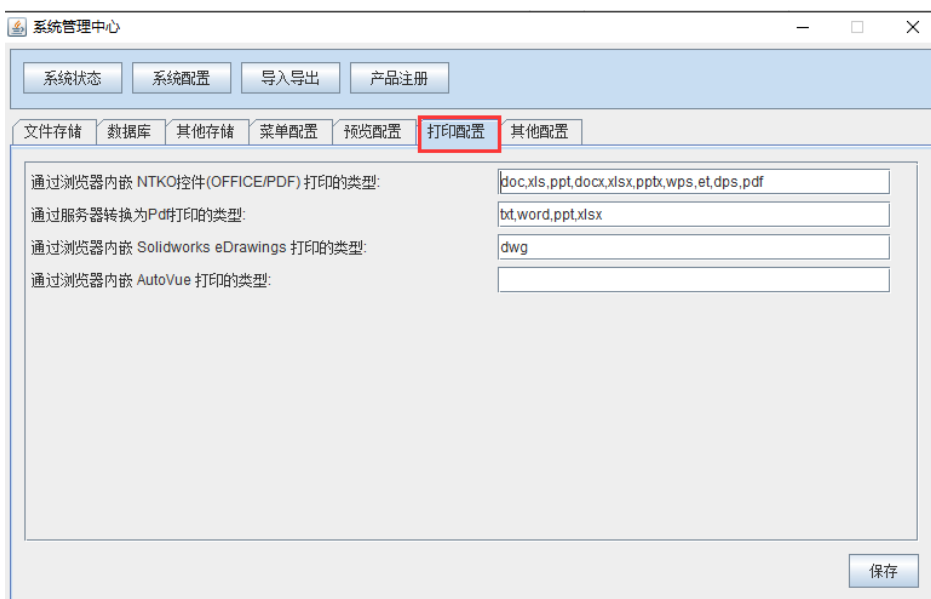 系统管理中心
系统状态 系统配置 导入导出 产品注册
文件存储 数据库 其他存储 菜单配置 预览配置 打印配置 其他配置
通过浏览器内嵌 NTKO控件(OFFICE/PDF) 打印的类型: doc,xls,ppt,docx,xlsx,pptx,wps,et,dps,pdf
通过服务器转换为Pdf打印的类型: txt,word,ppt,xlsx
通过浏览器内嵌 Solidworks eDrawings 打印的类型: dwg
通过浏览器内嵌 AutoVue 打印的类型:
保存